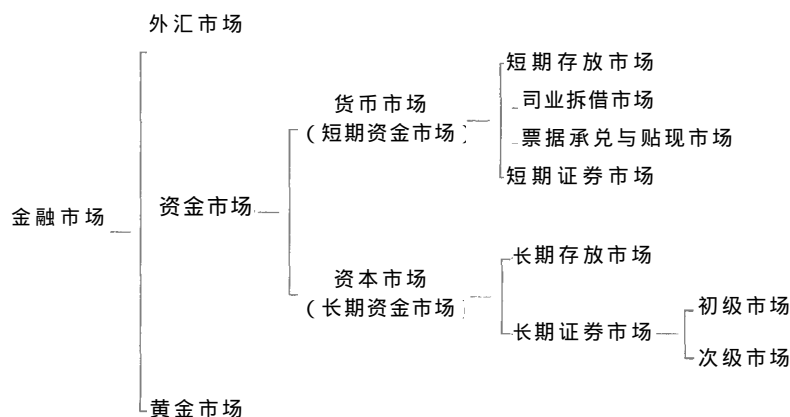 外汇市场
短期存放市场
货币市场
司业拆借市场
(短期资金市场)
票据承兑与贴现市场
短期证券市场
金融市场
资金市场
长期存放市场
资本市场
(长期资金市场)
初级市场
长期证券市场
次级市场
黄金市场